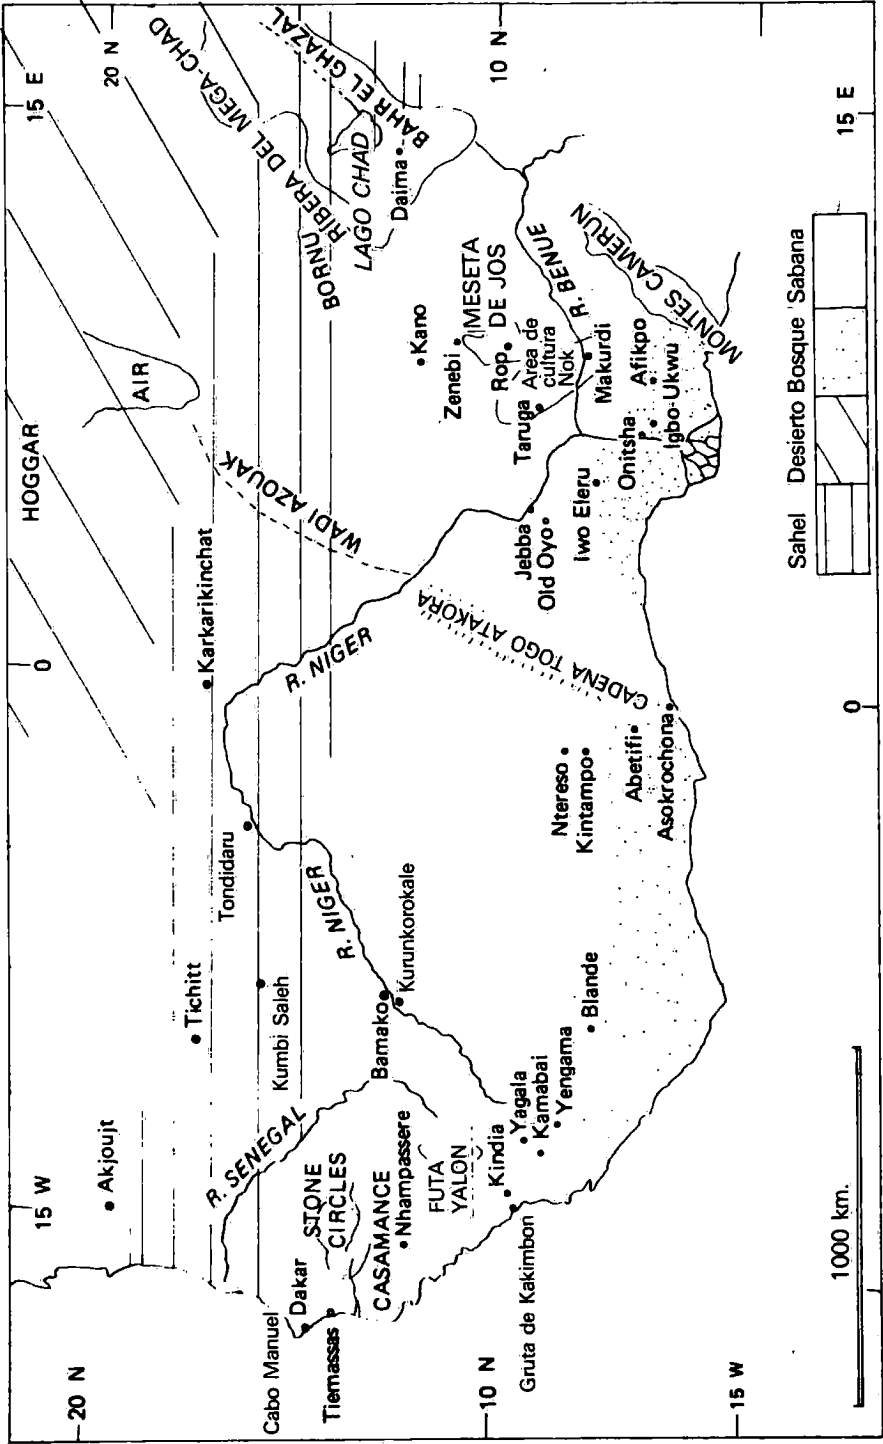 15 W
0
15 E
20 N
20 N
HOGGAR
AIR
Akjoujt
Tichitt
Karkarikinchat
Tondidaru
WADI AZOUAK
RIBERA DEL MEGA-CHAD
BAHR EL GHAZAL
BORNU
LAGO CHAD
Daima
Kumbi Saleh
R. SENEGAL
R. NIGER
R. NIGER
Cabo Manuel
Dakar
Tiemassas
STONE
CIRCLES
CASAMANCE
Nhampassere
Bamako
Kurunkorokale
FUTA
YALON
Kano
Zenebi
MESETA
DE JOS
Rop
Area de
cultura
Nok
Taruga
R. BENUE
Makurdi
CADENA TOGO ATAKORA
Jebba
Old Oyo
Iwo Eleru
Onitsha
Afikpo
Igbo-Ukwu
MONTES CAMERUN
10 N
10 N
Kindia
Yagala
Kamabai
Yengama
Gruta de Kakimbon
Blande
Ntereso
Kintampo
Abetifi
Asokrochona
15 W
0
15 E
1000 km.
Sahel Desierto Bosque Sabana